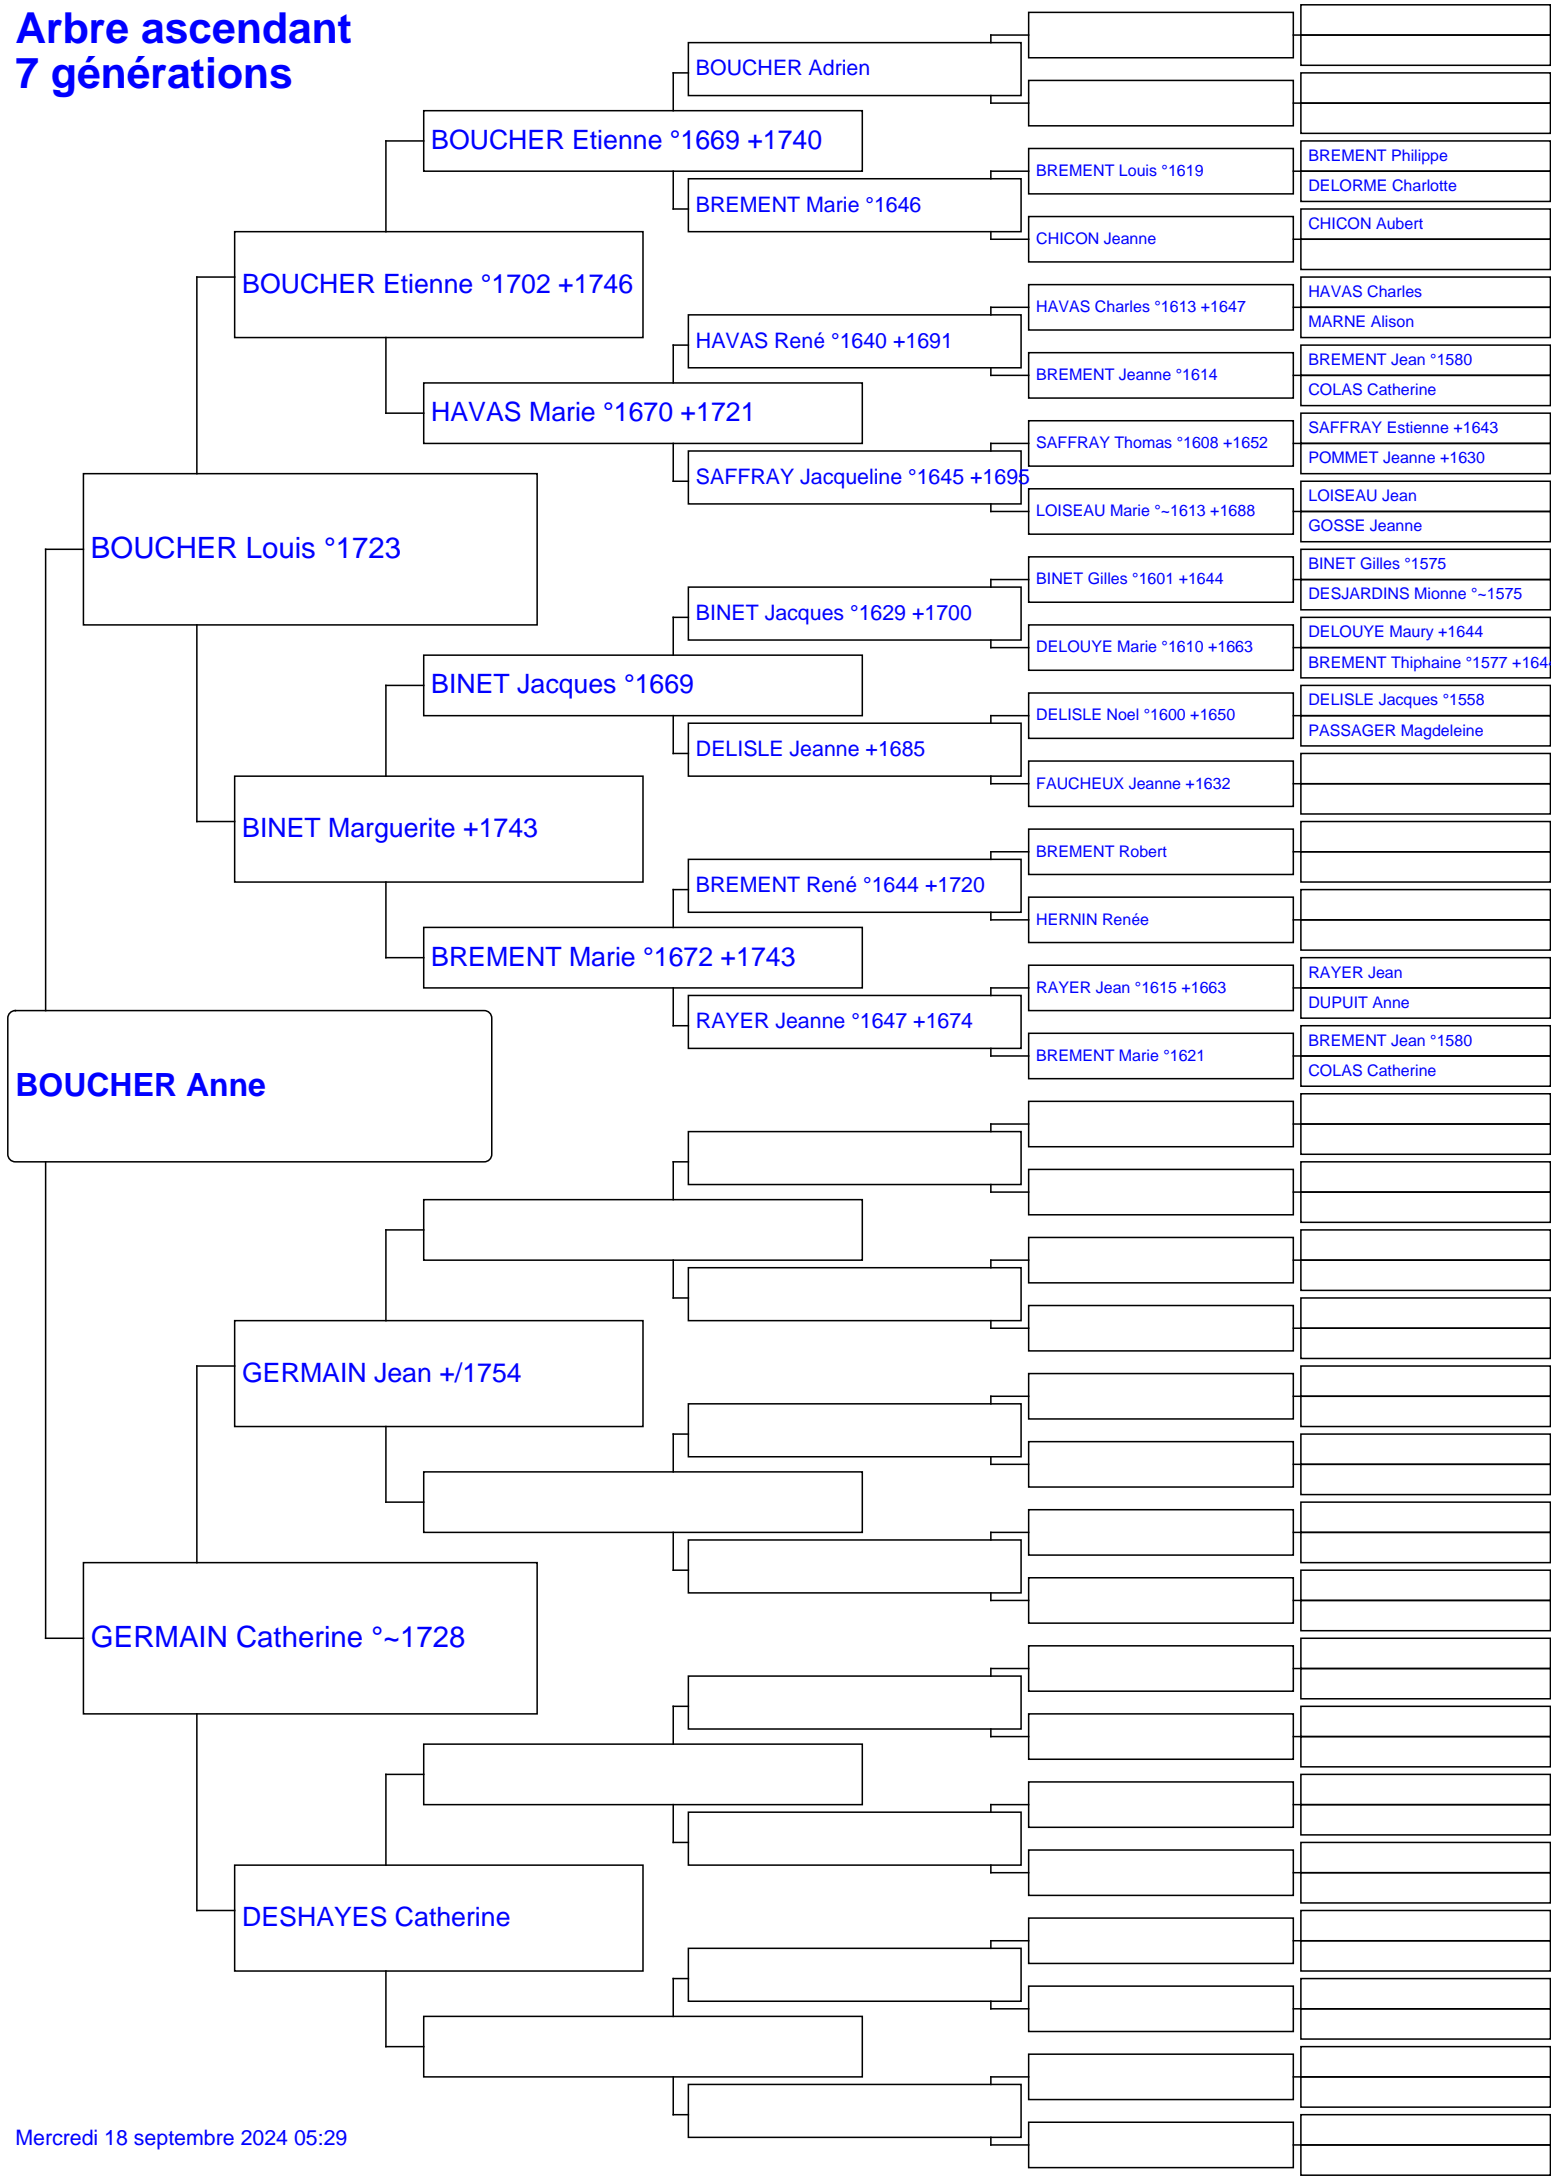 Arbre ascendant
7 générations
BOUCHER Anne
BOUCHER Louis °1723
GERMAIN Catherine °~1728
BOUCHER Etienne °1702 +1746
BINET Marguerite +1743
GERMAIN Jean +/1754
DESHAYES Catherine
BOUCHER Etienne °1669 +1740
HAVAS Marie °1670 +1721
BINET Jacques °1669
BREMENT Marie °1672 +1743
BOUCHER Adrien
BREMENT Marie °1646
HAVAS René °1640 +1691
SAFFRAY Jacqueline °1645 +1695
BINET Jacques °1629 +1700
DELISLE Jeanne +1685
BREMENT René °1644 +1720
RAYER Jeanne °1647 +1674
BREMENT Louis °1619
CHICON Jeanne
HAVAS Charles °1613 +1647
BREMENT Jeanne °1614
SAFFRAY Thomas °1608 +1652
LOISEAU Marie °~1613 +1688
BINET Gilles °1601 +1644
DELOUYE Marie °1610 +1663
DELISLE Noel °1600 +1650
FAUCHEUX Jeanne +1632
BREMENT Robert
HERNIN Renée
RAYER Jean °1615 +1663
BREMENT Marie °1621
BREMENT Philippe
DELORME Charlotte
CHICON Aubert
HAVAS Charles
MARNE Alison
BREMENT Jean °1580
COLAS Catherine
SAFFRAY Estienne +1643
POMMET Jeanne +1630
LOISEAU Jean
GOSSE Jeanne
BINET Gilles °1575
DESJARDINS Mionne °~1575
DELOUYE Maury +1644
BREMENT Thiphaine °1577
DELISLE Jacques °1558
PASSAGER Magdeleine
RAYER Jean
DUPUIT Anne
BREMENT Jean °1580
COLAS Catherine
Mercredi 18 septembre 2024 05:29